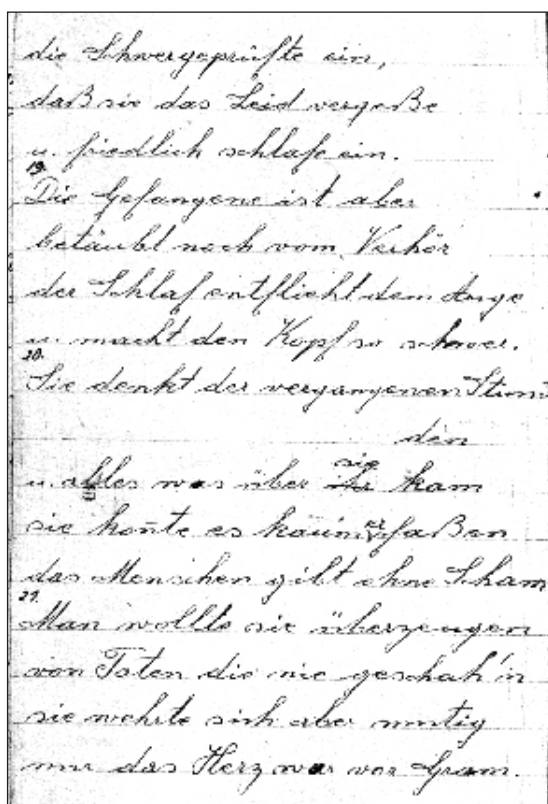 die Schwergeprüfte ein,
daß sie das Leid vergeße
u. friedlich schlafe ein.
19.
Die Gefangene ist aber
betäubt noch vom Verhör
der Schlaf entflieht dem Auge
u. macht den Kopf so schwer.
20.
Sie denkt der vergangenen Stun
den
u. alles was über sie kam
sie konnte es kaum erfaßen
das Menschen gibt ohne Scham
21.
Man wollte sie überzeugen
von Taten die nie geschah'n
sie wehrte sich aber mutig
nur das Herz war vor Gram.